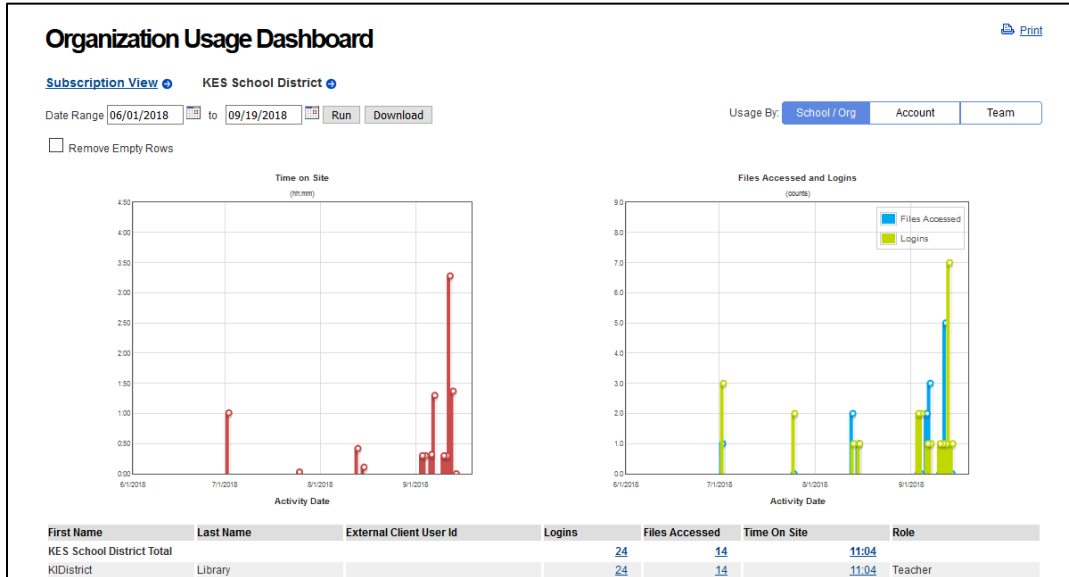 Organization Usage Dashboard
Print
Subscription View KES School District
Date Range 06/01/2018 to 09/19/2018 Run Download
Usage By: School / Org Account Team
Remove Empty Rows
Time on Site
(hh:mm)
4:50
4:00
3:50
3:00
2:50
2:00
1:50
1:00
0:50
0:00
6/1/2018 7/1/2018 8/1/2018 9/1/2018
Activity Date
Files Accessed and Logins
(counts)
Files Accessed
Logins
9.0
8.0
7.0
6.0
5.0
4.0
3.0
2.0
1.0
0.0
6/1/2018 7/1/2018 8/1/2018 9/1/2018
Activity Date
First Name Last Name External Client User Id Logins Files Accessed Time On Site Role
KES School District Total 24 14 11:04
KIDistrict Library 24 14 11:04 Teacher